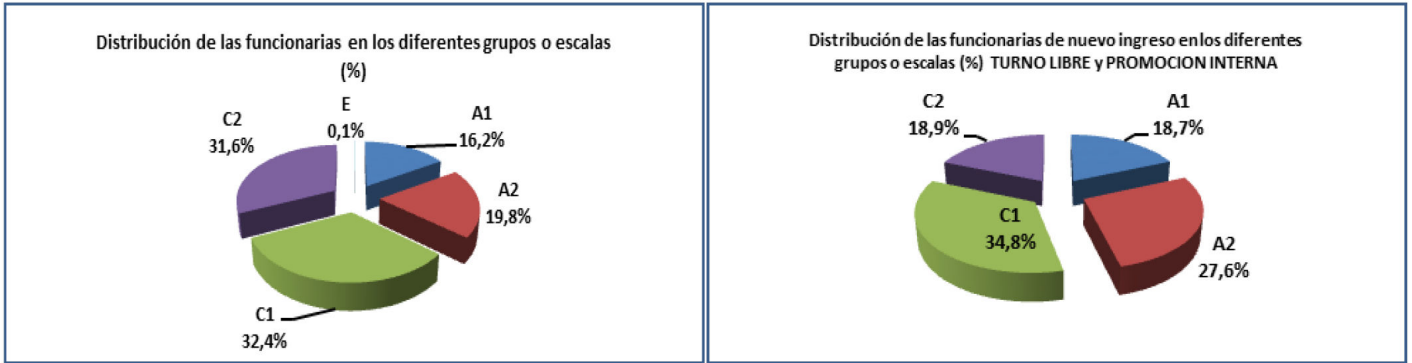 Distribución de las funcionarias en los diferentes grupos o escalas
(%)
E
0,1%
A1
16,2%
C2
31,6%
A2
19,8%
C1
32,4%
Distribución de las funcionarias de nuevo ingreso en los diferentes
grupos o escalas (%) TURNO LIBRE y PROMOCION INTERNA
C2
18,9%
A1
18,7%
C1
34,8%
A2
27,6%